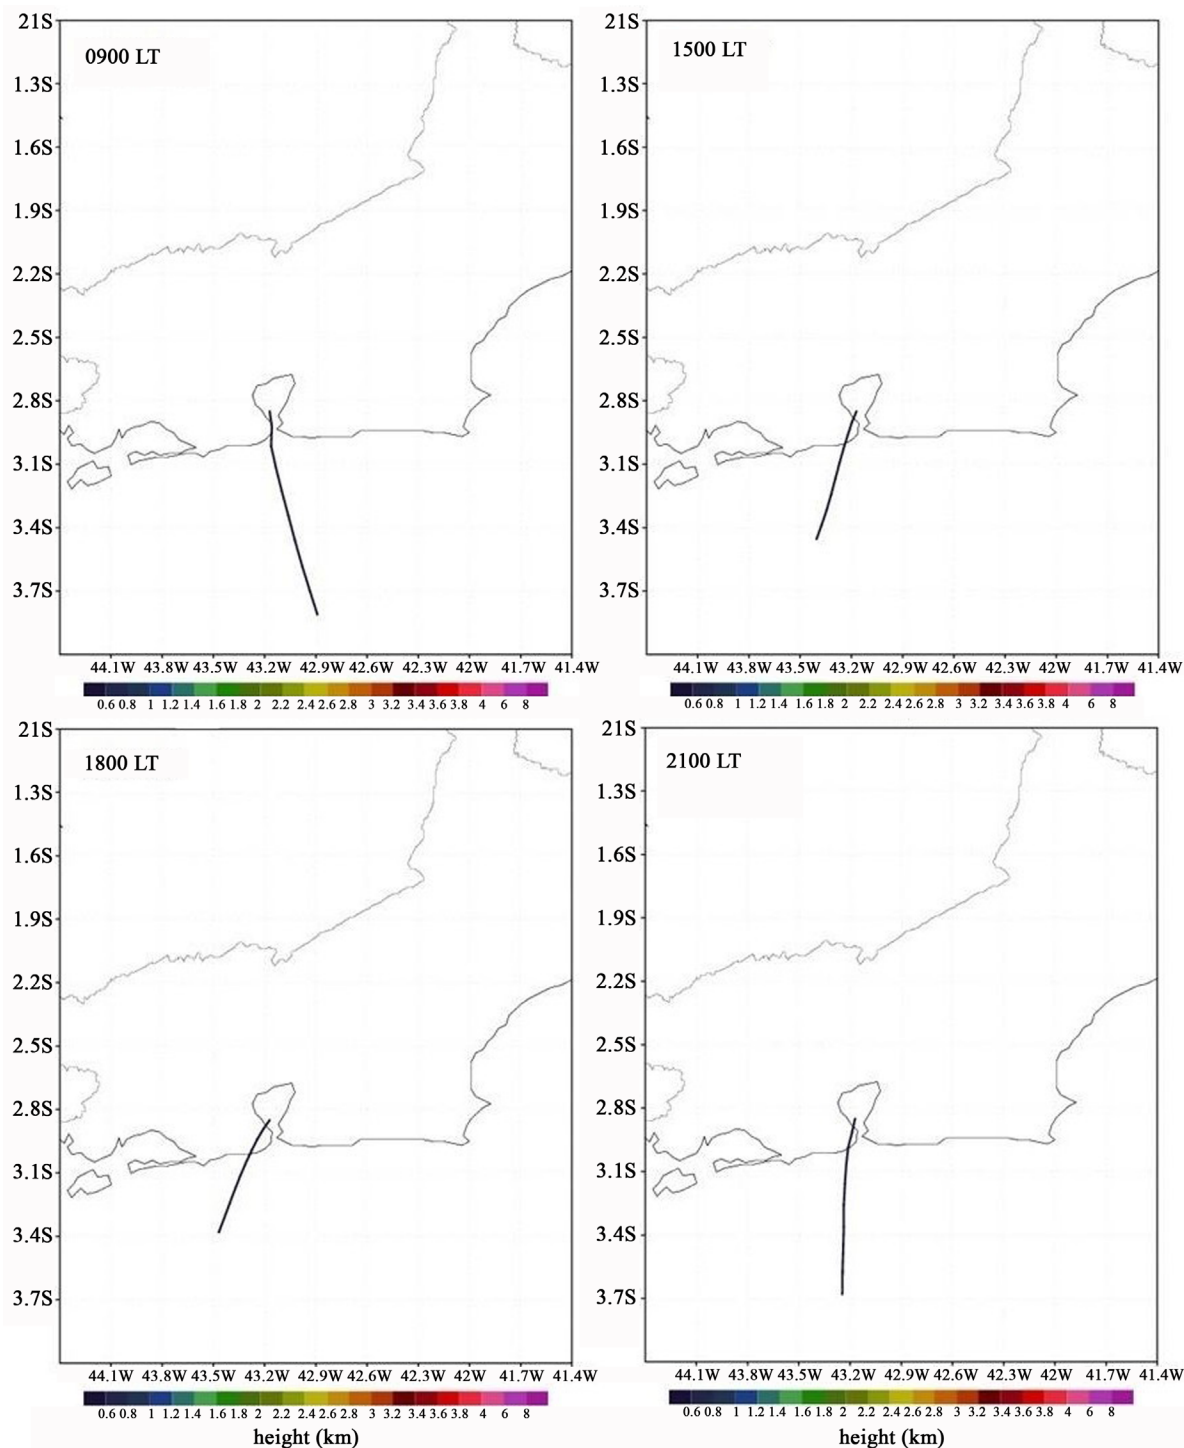 21S
0900 LT
1.3S
1.6S
1.9S
2.2S
2.5S
2.8S
3.1S
3.4S
3.7S
44.1W 43.8W 43.5W 43.2W 42.9W 42.6W 42.3W 42W 41.7W 41.4W
0.6 0.8 1 1.2 1.4 1.6 1.8 2 2.2 2.4 2.6 2.8 3 3.2 3.4 3.6 3.8 4 6 8
21S
1500 LT
1.3S
1.6S
1.9S
2.2S
2.5S
2.8S
3.1S
3.4S
3.7S
44.1W 43.8W 43.5W 43.2W 42.9W 42.6W 42.3W 42W 41.7W 41.4W
0.6 0.8 1 1.2 1.4 1.6 1.8 2 2.2 2.4 2.6 2.8 3 3.2 3.4 3.6 3.8 4 6 8
21S
1800 LT
1.3S
1.6S
1.9S
2.2S
2.5S
2.8S
3.1S
3.4S
3.7S
44.1W 43.8W 43.5W 43.2W 42.9W 42.6W 42.3W 42W 41.7W 41.4W
0.6 0.8 1 1.2 1.4 1.6 1.8 2 2.2 2.4 2.6 2.8 3 3.2 3.4 3.6 3.8 4 6 8
height (km)
21S
2100 LT
1.3S
1.6S
1.9S
2.2S
2.5S
2.8S
3.1S
3.4S
3.7S
44.1W 43.8W 43.5W 43.2W 42.9W 42.6W 42.3W 42W 41.7W 41.4W
0.6 0.8 1 1.2 1.4 1.6 1.8 2 2.2 2.4 2.6 2.8 3 3.2 3.4 3.6 3.8 4 6 8
height (km)